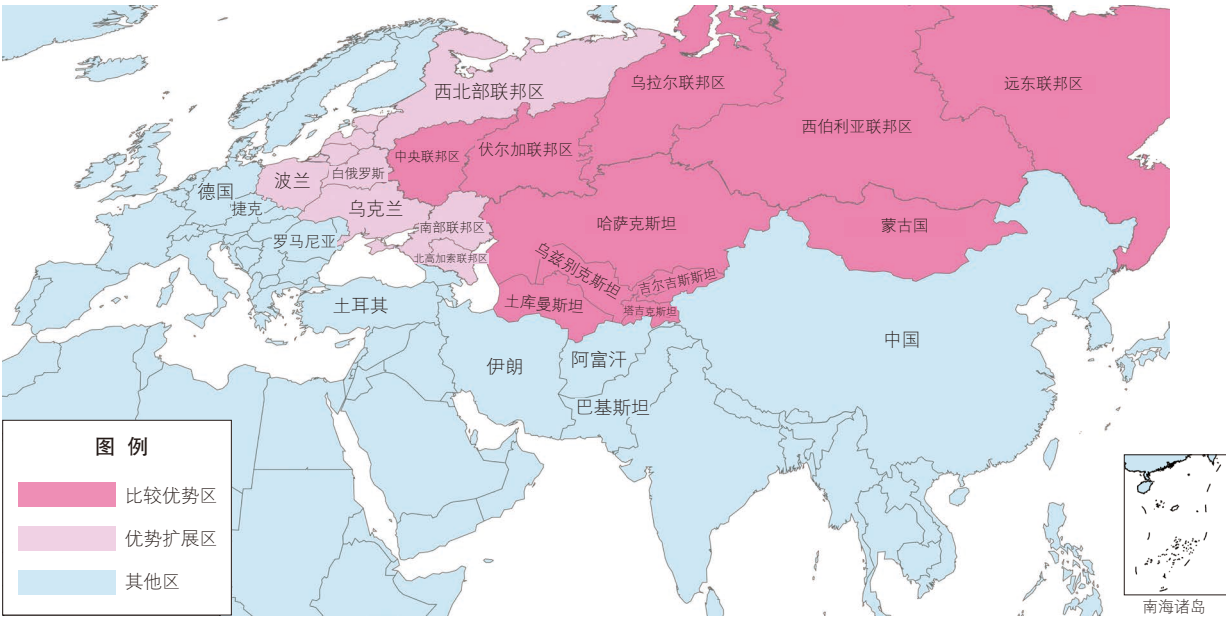 西北部联邦区
乌拉尔联邦区
远东联邦区
西伯利亚联邦区
中央联邦区
伏尔加联邦区
德国
波兰
白俄罗斯
捷克
乌克兰
罗马尼亚
南部联邦区
哈萨克斯坦
蒙古国
北高加索联邦区
乌兹别克斯坦
吉尔吉斯斯坦
土耳其
土库曼斯坦
塔吉克斯坦
中国
伊朗
阿富汗
巴基斯坦
图 例
比较优势区
优势扩展区
其他区
南海诸岛